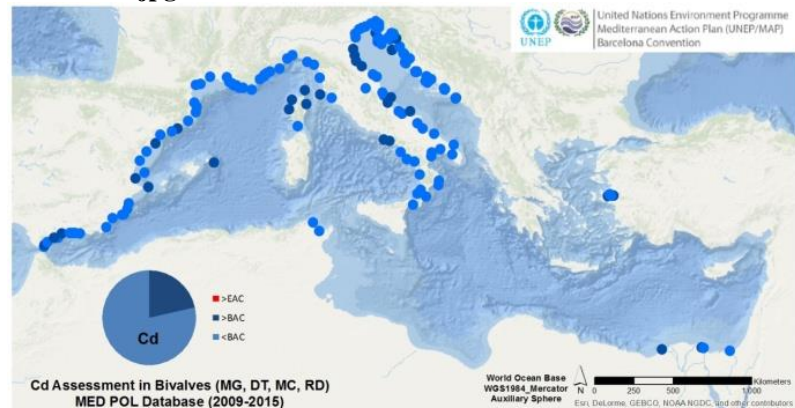 UNEP
United Nations Environment Programme
Mediterranean Action Plan (UNEP/MAP)
Barcelona Convention
Cd
>EAC
>BAC
<BAC
Cd Assessment in Bivalves (MG, DT, MC, RD)
MED POL Database (2009-2015)
World Ocean Base
WGS1984_Mercator
Auxiliary Sphere
N
Kilometers
0 250 500 1,000
Esri, DeLorme, GEBCO, NOAA NGDC, and other contributors